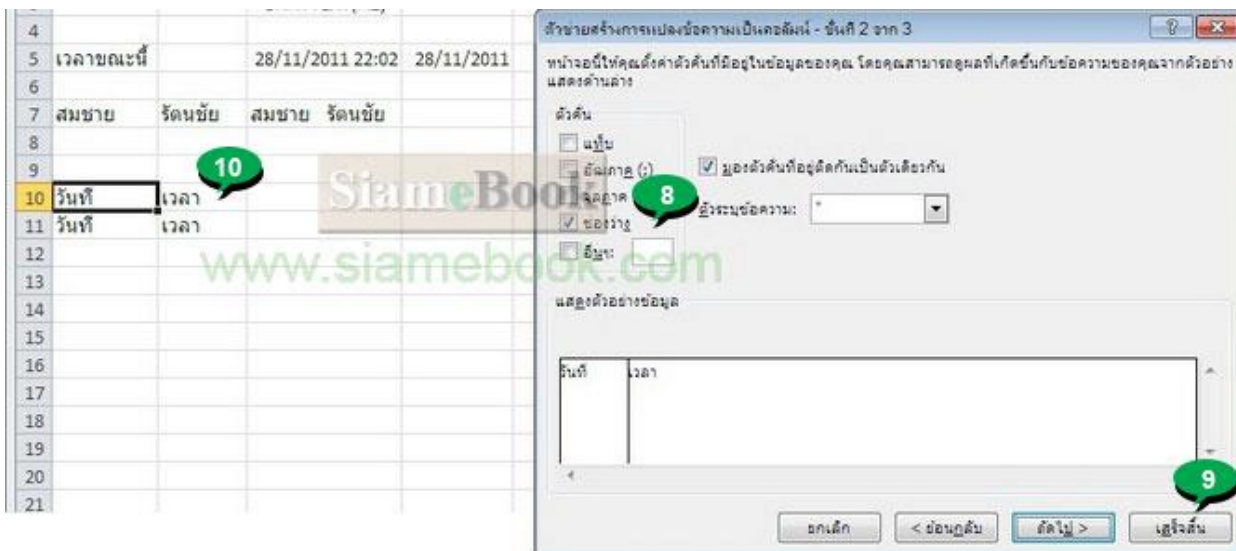 4
5 เวลาขณะนี้ 28/11/2011 22:02 28/11/2011
6
7 สมชาย รัตนชัย สมชาย รัตนชัย
8
9
10
10 วันที่ เวลา
11 วันที่ เวลา
12
13
14
15
16
17
18
19
20
21
SiameBook
www.siamebook.com
ตัวช่วยสร้างการแปลงข้อความเป็นคอลัมน์ - ขั้นที่ 2 จาก 3
หน้าจอนี้ให้คุณตั้งค่าตัวคั่นที่มีอยู่ในข้อมูลของคุณ โดยคุณสามารถดูผลที่เกิดขึ้นกับข้อความของคุณจากตัวอย่าง
แสดงด้านล่าง
ตัวคั่น
แท็บ
อัฒภาค (;) มองตัวคั่นที่อยู่ติดกันเป็นตัวเดียวกัน
จุลภาค 8 ตัวระบุข้อความ: "
ช่องว่าง
อื่นๆ:
แสดงตัวอย่างข้อมูล
วันที่ เวลา
9
ยกเลิก < ย้อนกลับ ถัดไป > เสร็จสิ้น